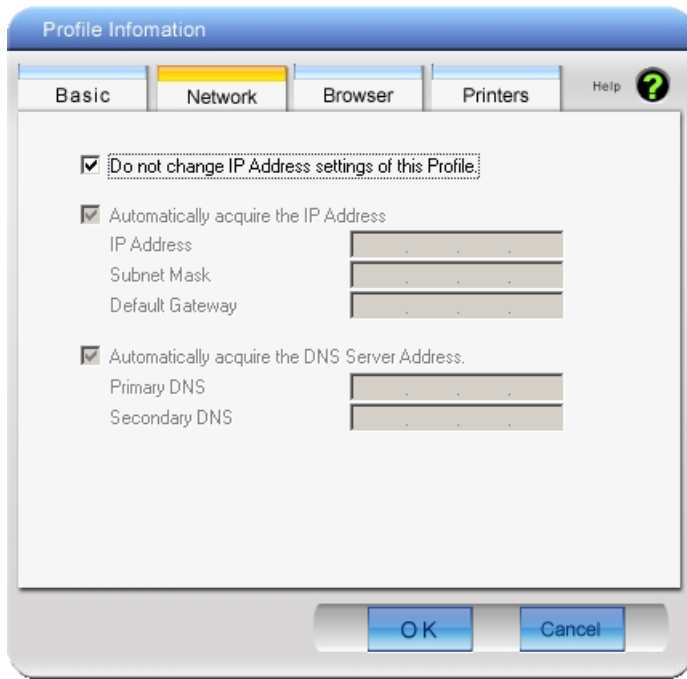 Profile Infomation
Basic Network Browser Printers Help ?
Do not change IP Address settings of this Profile.
Automatically acquire the IP Address
IP Address . . .
Subnet Mask . . .
Default Gateway . . .
Automatically acquire the DNS Server Address.
Primary DNS . . .
Secondary DNS . . .
OK Cancel